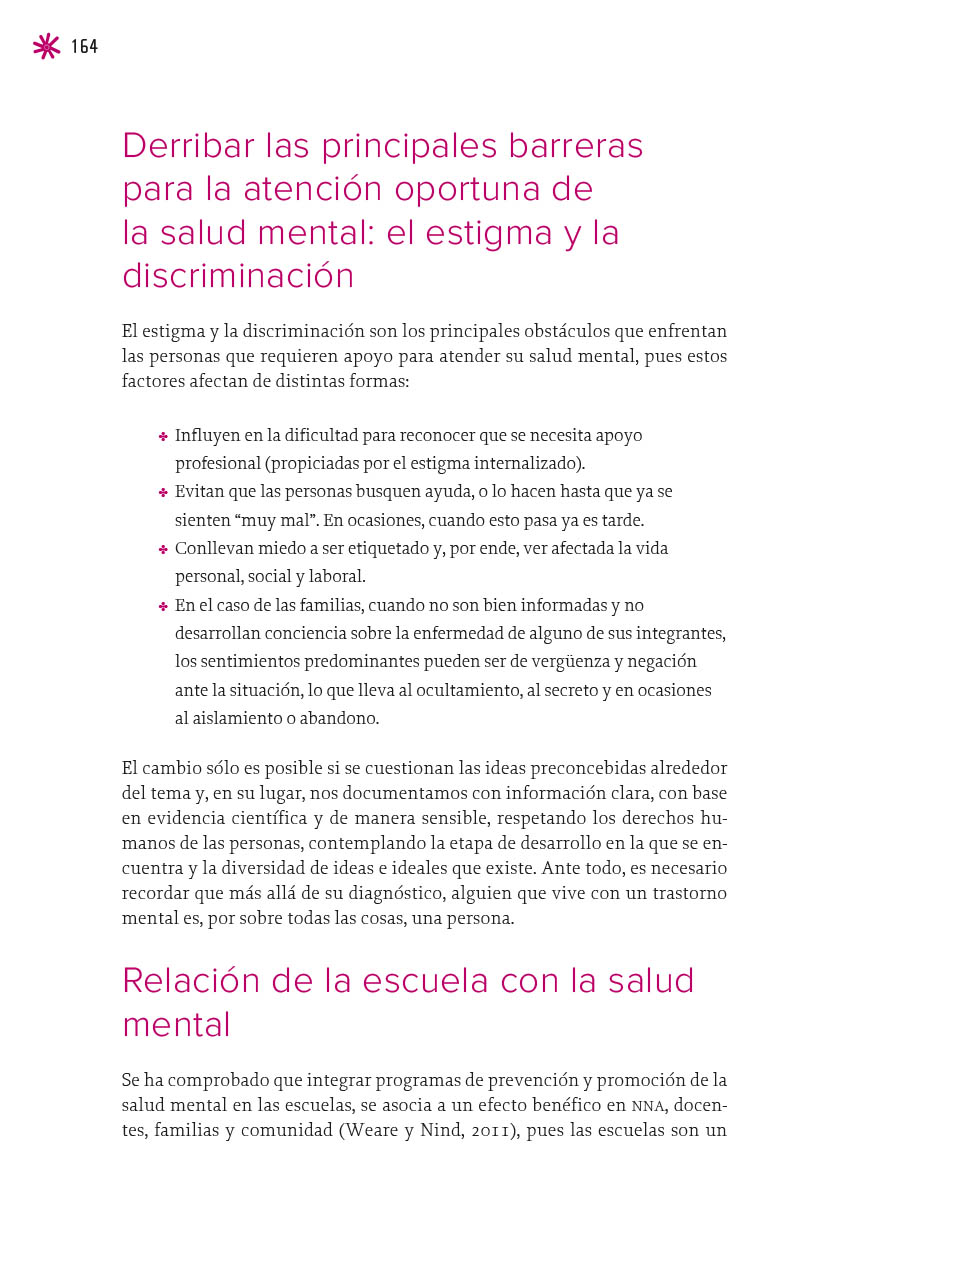 164
Derribar las principales barreras
para la atención oportuna de
la salud mental: el estigma y la
discriminación
El estigma y la discriminación son los principales obstáculos que enfrentan
las personas que requieren apoyo para atender su salud mental, pues estos
factores afectan de distintas formas:
✤ Influyen en la dificultad para reconocer que se necesita apoyo
profesional (propiciadas por el estigma internalizado).
✤ Evitan que las personas busquen ayuda, o lo hacen hasta que ya se
sienten “muy mal”. En ocasiones, cuando esto pasa ya es tarde.
✤ Conllevan miedo a ser etiquetado y, por ende, ver afectada la vida
personal, social y laboral.
✤ En el caso de las familias, cuando no son bien informadas y no
desarrollan conciencia sobre la enfermedad de alguno de sus integrantes,
los sentimientos predominantes pueden ser de vergüenza y negación
ante la situación, lo que lleva al ocultamiento, al secreto y en ocasiones
al aislamiento o abandono.
El cambio sólo es posible si se cuestionan las ideas preconcebidas alrededor
del tema y, en su lugar, nos documentamos con información clara, con base
en evidencia científica y de manera sensible, respetando los derechos hu-
manos de las personas, contemplando la etapa de desarrollo en la que se en-
cuentra y la diversidad de ideas e ideales que existe. Ante todo, es necesario
recordar que más allá de su diagnóstico, alguien que vive con un trastorno
mental es, por sobre todas las cosas, una persona.
Relación de la escuela con la salud
mental
Se ha comprobado que integrar programas de prevención y promoción de la
salud mental en las escuelas, se asocia a un efecto benéfico en NNA, docen-
tes, familias y comunidad (Weare y Nind, 2011), pues las escuelas son un